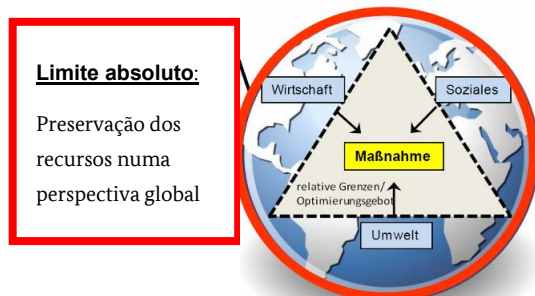 Limite absoluto:
Preservação dos
recursos numa
perspectiva global
Wirtschaft
Soziales
Maßnahme
relative Grenzen/
Optimierungsgebot
Umwelt